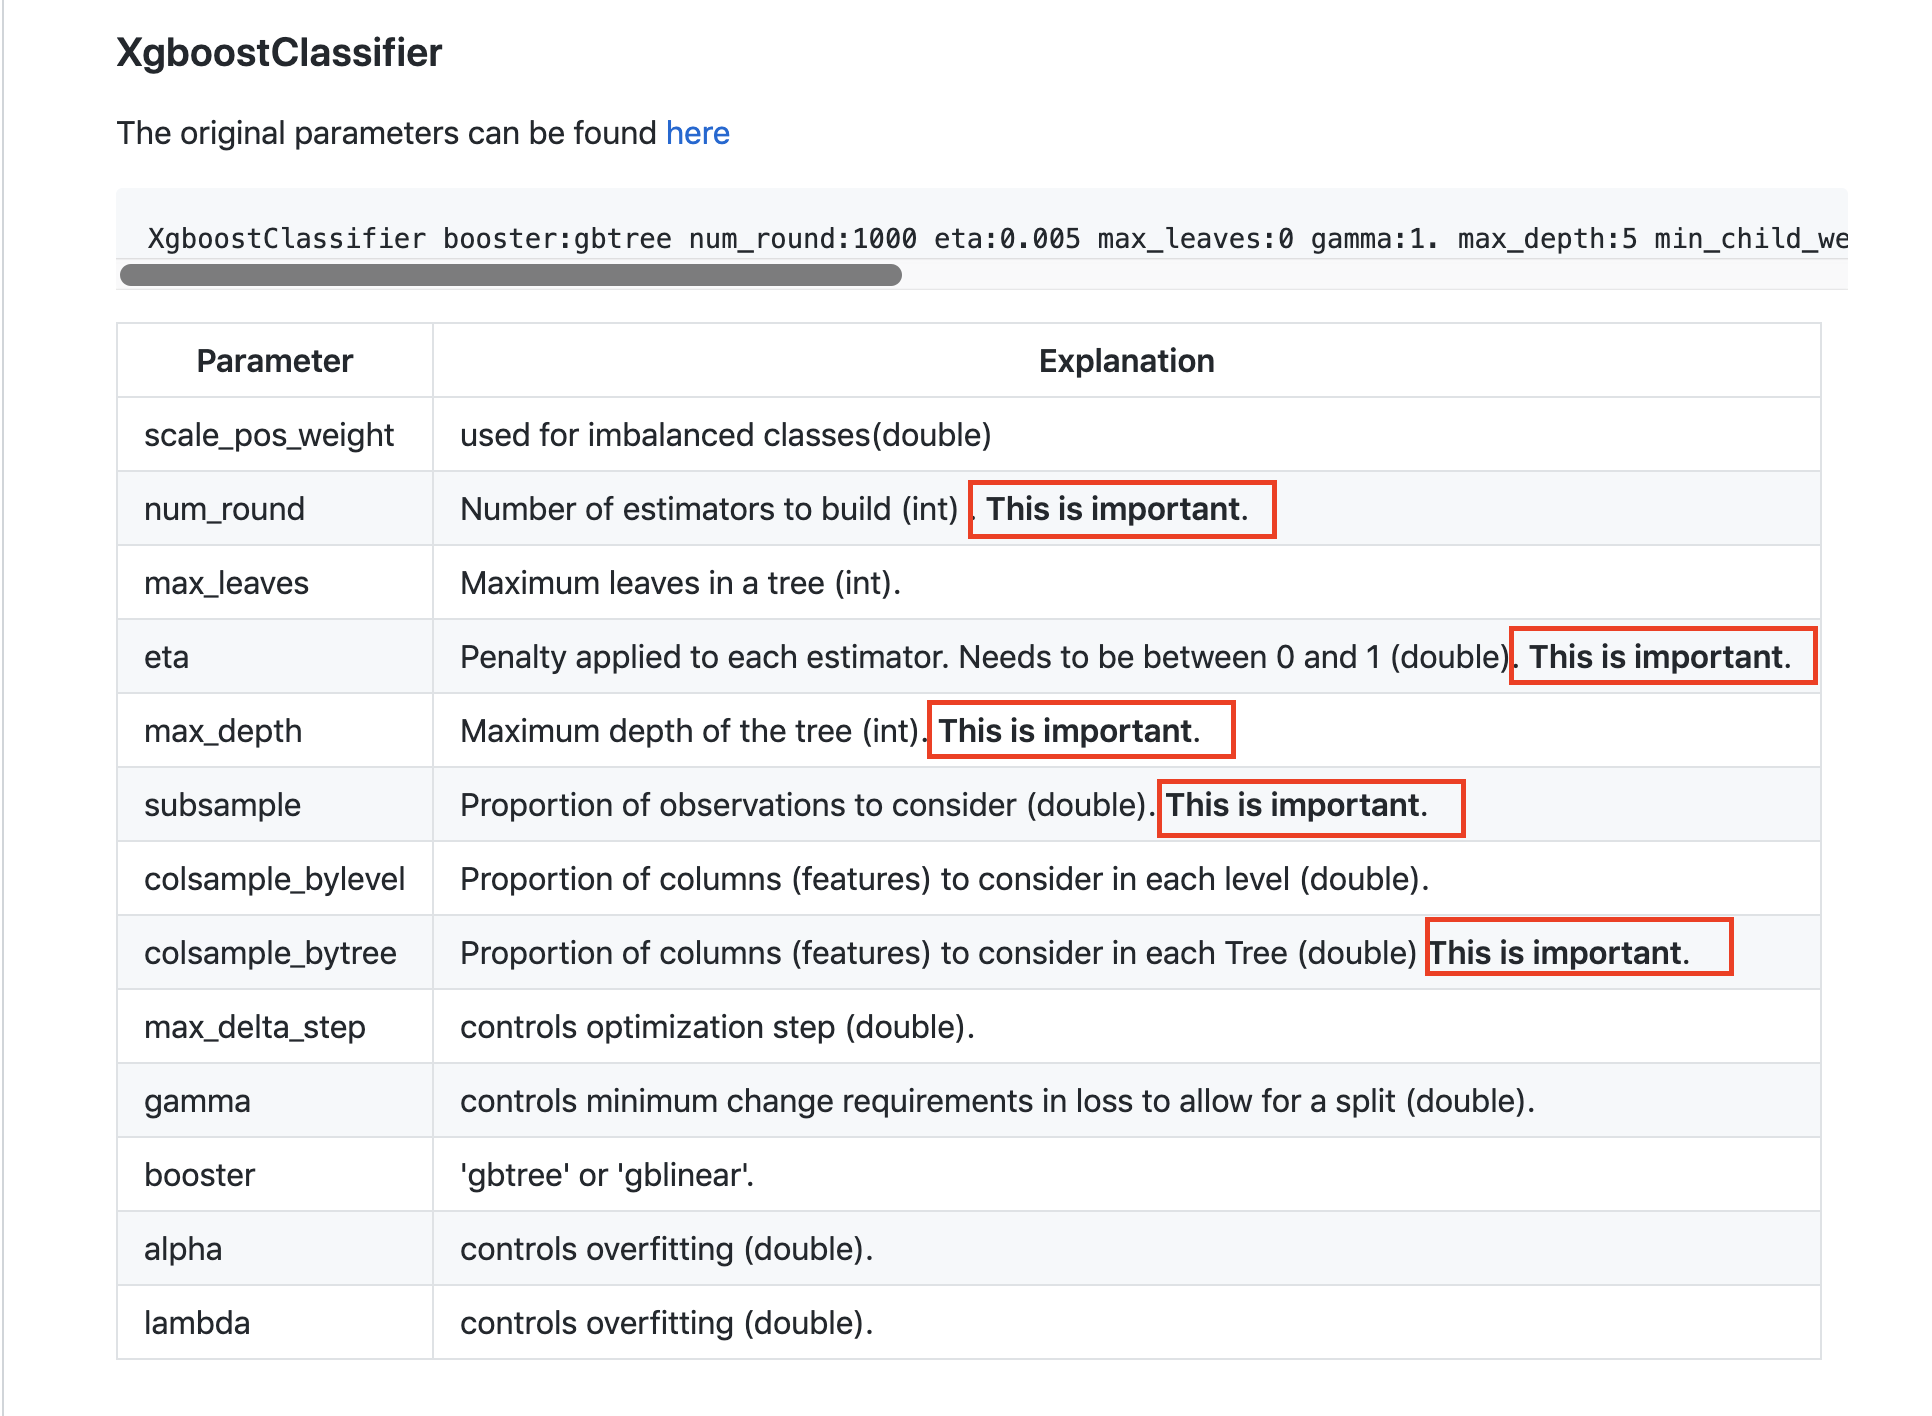 XgboostClassifier
The original parameters can be found here
XgboostClassifier booster:gbtree num_round:1000 eta:0.005 max_leaves:0 gamma:1. max_depth:5 min_child_we
Parameter Explanation
scale_pos_weight used for imbalanced classes(double)
num_round Number of estimators to build (int) . This is important.
max_leaves Maximum leaves in a tree (int).
eta Penalty applied to each estimator. Needs to be between 0 and 1 (double). This is important.
max_depth Maximum depth of the tree (int). This is important.
subsample Proportion of observations to consider (double). This is important.
colsample_bylevel Proportion of columns (features) to consider in each level (double).
colsample_bytree Proportion of columns (features) to consider in each Tree (double) This is important.
max_delta_step controls optimization step (double).
gamma controls minimum change requirements in loss to allow for a split (double).
booster 'gbtree' or 'gblinear'.
alpha controls overfitting (double).
lambda controls overfitting (double).